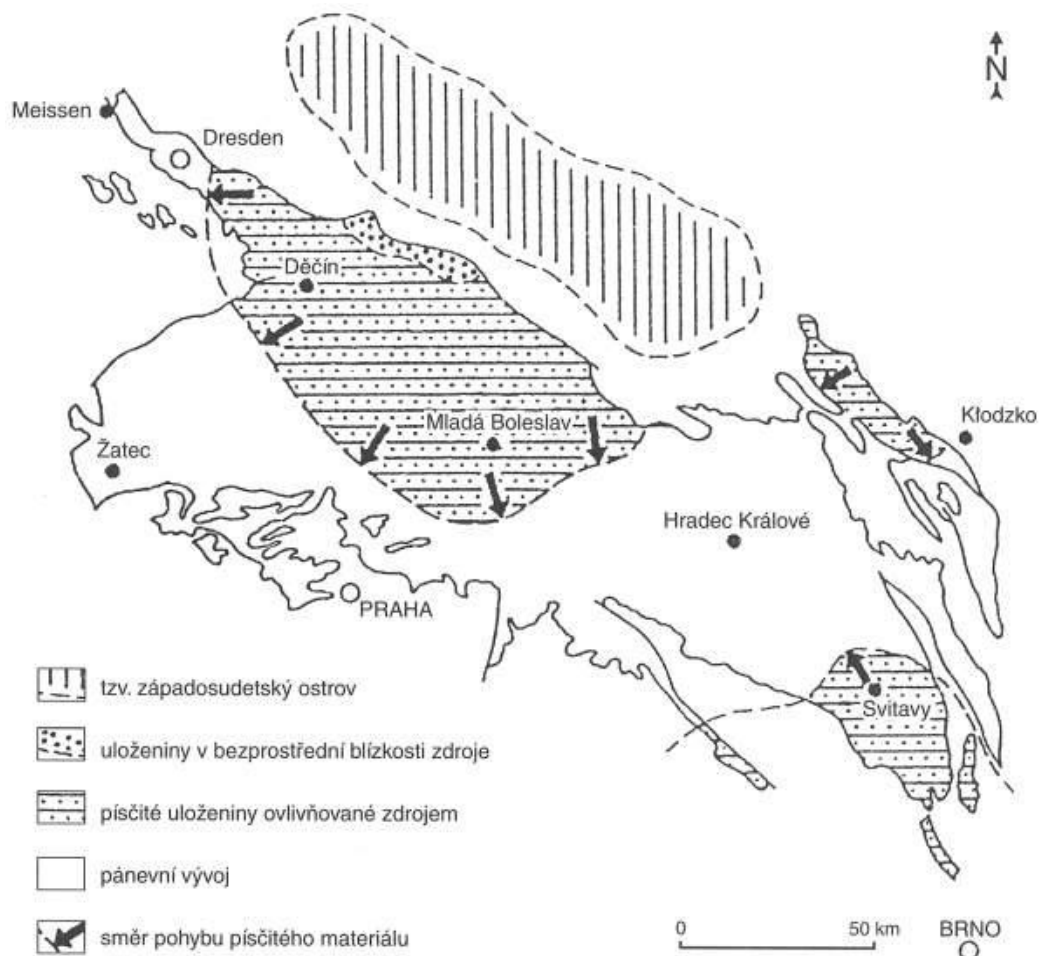 N
Meissen
Dresden
Děčín
Mladá Boleslav
Žatec
Kłodzko
Hradec Králové
PRAHA
Svitavy
tzv. západosudetský ostrov
uloženiny v bezprostřední blízkosti zdroje
písčité uloženiny ovlivňované zdrojem
pánevní vývoj
směr pohybu písčitého materiálu
0 50 km
BRNO